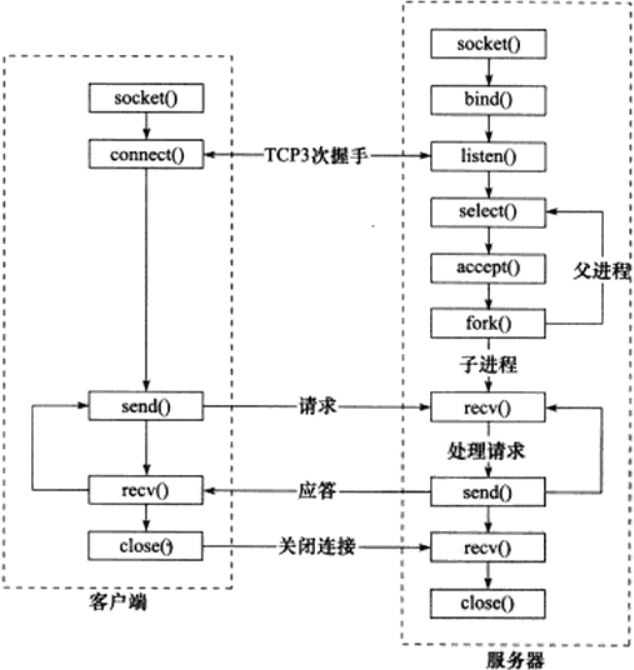 socket()
socket()
bind()
connect()
TCP3次握手
listen()
select()
accept()
父进程
fork()
子进程
send()
请求
recv()
处理请求
recv()
应答
send()
close()
关闭连接
recv()
close()
客户端
服务器